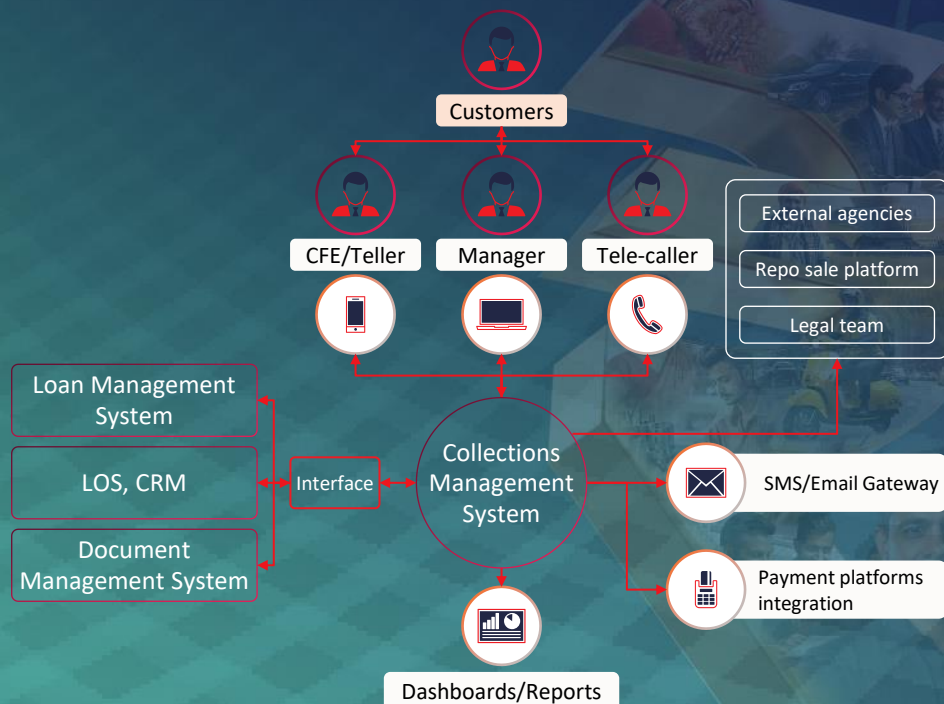 Customers
CFE/Teller
Manager
Tele-caller
External agencies
Repo sale platform
Legal team
Loan Management
System
LOS, CRM
Document
Management System
Interface
Collections
Management
System
SMS/Email Gateway
Payment platforms
integration
Dashboards/Reports